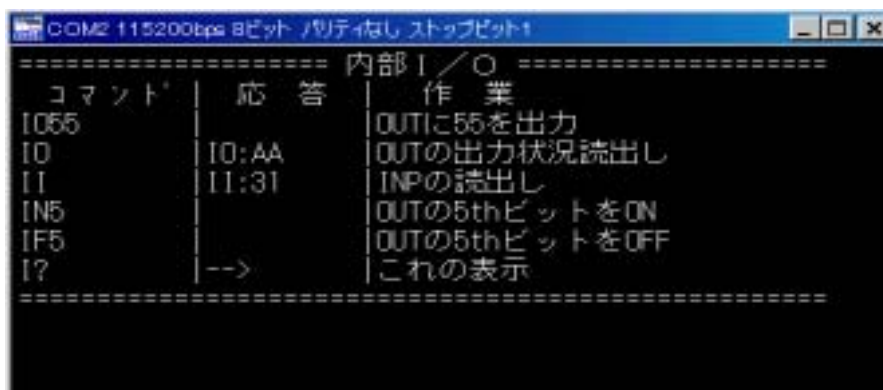 COM2 115200bps 8ビット パリティなし ストップビット1
==================== 内部I／O ====================
コマンド | 応 答 | 作 業
IO55 | |OUTに55を出力
IO |IO:AA |OUTの出力状況読出し
II |II:31 |INPの読出し
IN5 | |OUTの5thビットをON
IF5 | |OUTの5thビットをOFF
I? |--> |これの表示
====================================================